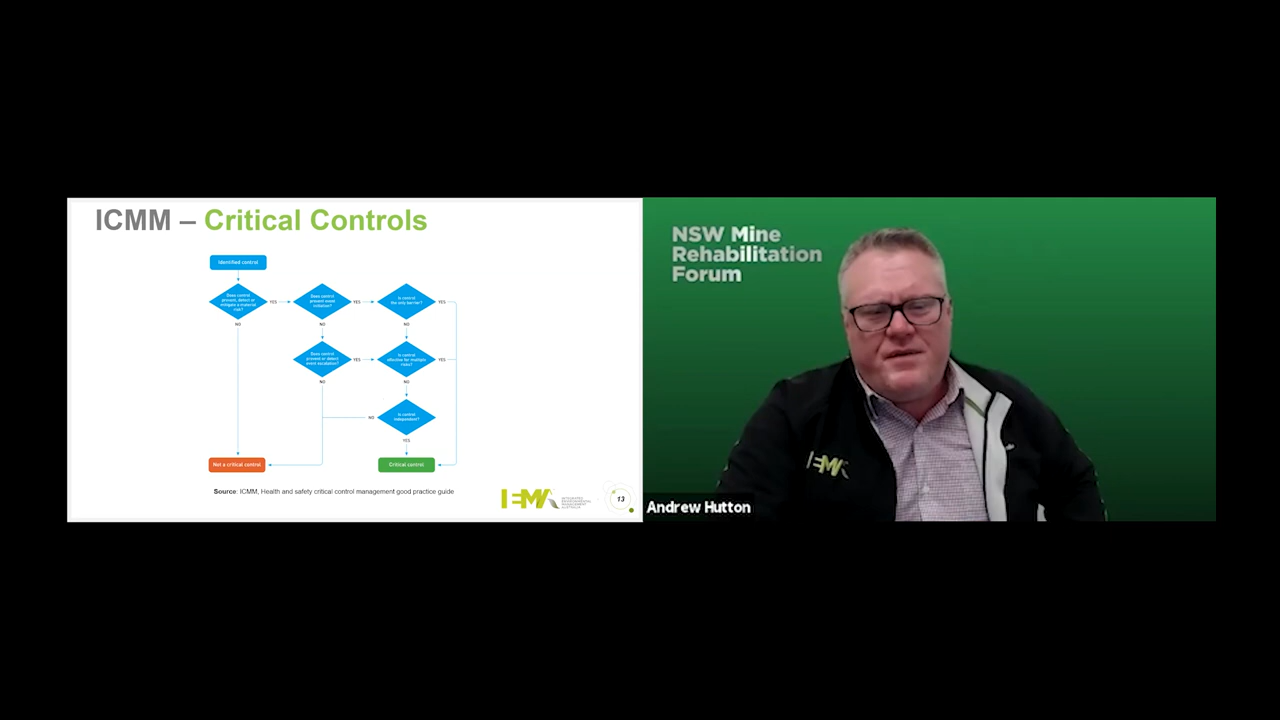 ICMM – Critical Controls
Identified control
Does control
prevent, detect or
mitigate a material
risk?
YES
Does control
prevent event
initiation?
YES
Is control
the only barrier?
YES
NO
NO
NO
Does control
prevent or detect
event escalation?
YES
Is control
effective for multiple
risks?
YES
NO
NO
NO
Is control
independent?
YES
Not a critical control
Critical control
Source: ICMM, Health and safety critical control management good practice guide
IEMA
INTEGRATED
ENVIRONMENTAL
MANAGEMENT
AUSTRALIA
13
NSW Mine
Rehabilitation
Forum
IEMA
Andrew Hutton